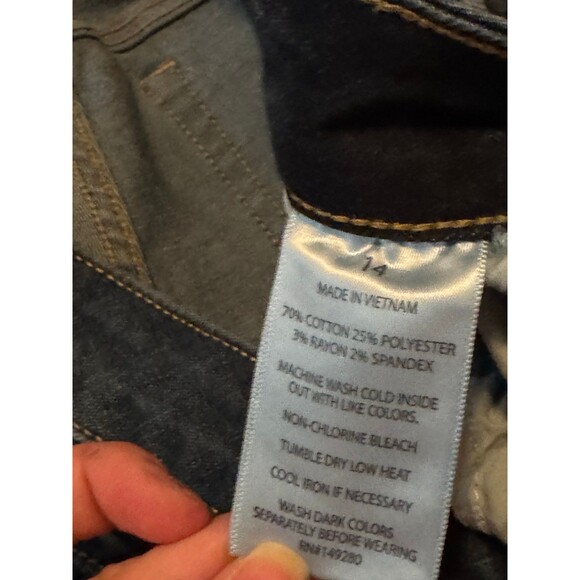 14
MADE IN VIETNAM
70% COTTON 25% POLYESTER
3% RAYON 2% SPANDEX
MACHINE WASH COLD INSIDE
OUT WITH LIKE COLORS.
NON-CHLORINE BLEACH
TUMBLE DRY LOW HEAT
COOL IRON IF NECESSARY
WASH DARK COLORS
SEPARATELY BEFORE WEARING
RN#149280